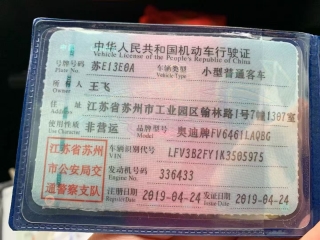 中华人民共和国机动车行驶证
Vehicle License of the People's Republic of China
号牌号码 苏E13E0A 车辆类型 小型普通客车
Plate No. Vehicle Type
所有人 王飞
Owner
住址 江苏省苏州市工业园区翰林路1号7幢1307室
使用性质 非营运 品牌型号 奥迪牌FV6461LAQBG
Use Character Model
江苏省苏州
市公安局交
通警察支队
车辆识别代号 LFV3B2FY1K3505975
VIN
发动机号码 336433
Engine No.
注册日期 2019-04-24 发证日期 2019-04-24
Register Date Issue Date